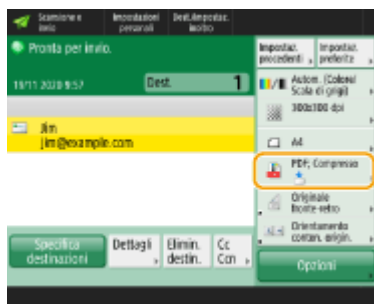 Scansione e
invio
Impostazioni
personali
Dest./impostaz.
inoltro
Pronta per invio.
Impostaz.
precedenti
Impostaz.
preferite
19/11 2020 9:57
Dest.
1
Autom. (Colore/
Scala di grigi)
300x300 dpi
Jim
jim@example.com
A4
PDF; Compresso
Originale
fronte-retro
Orientamento
conten. origin.
Specifica
destinazioni
Dettagli
Elimin.
destin.
Cc
Ccn
Opzioni